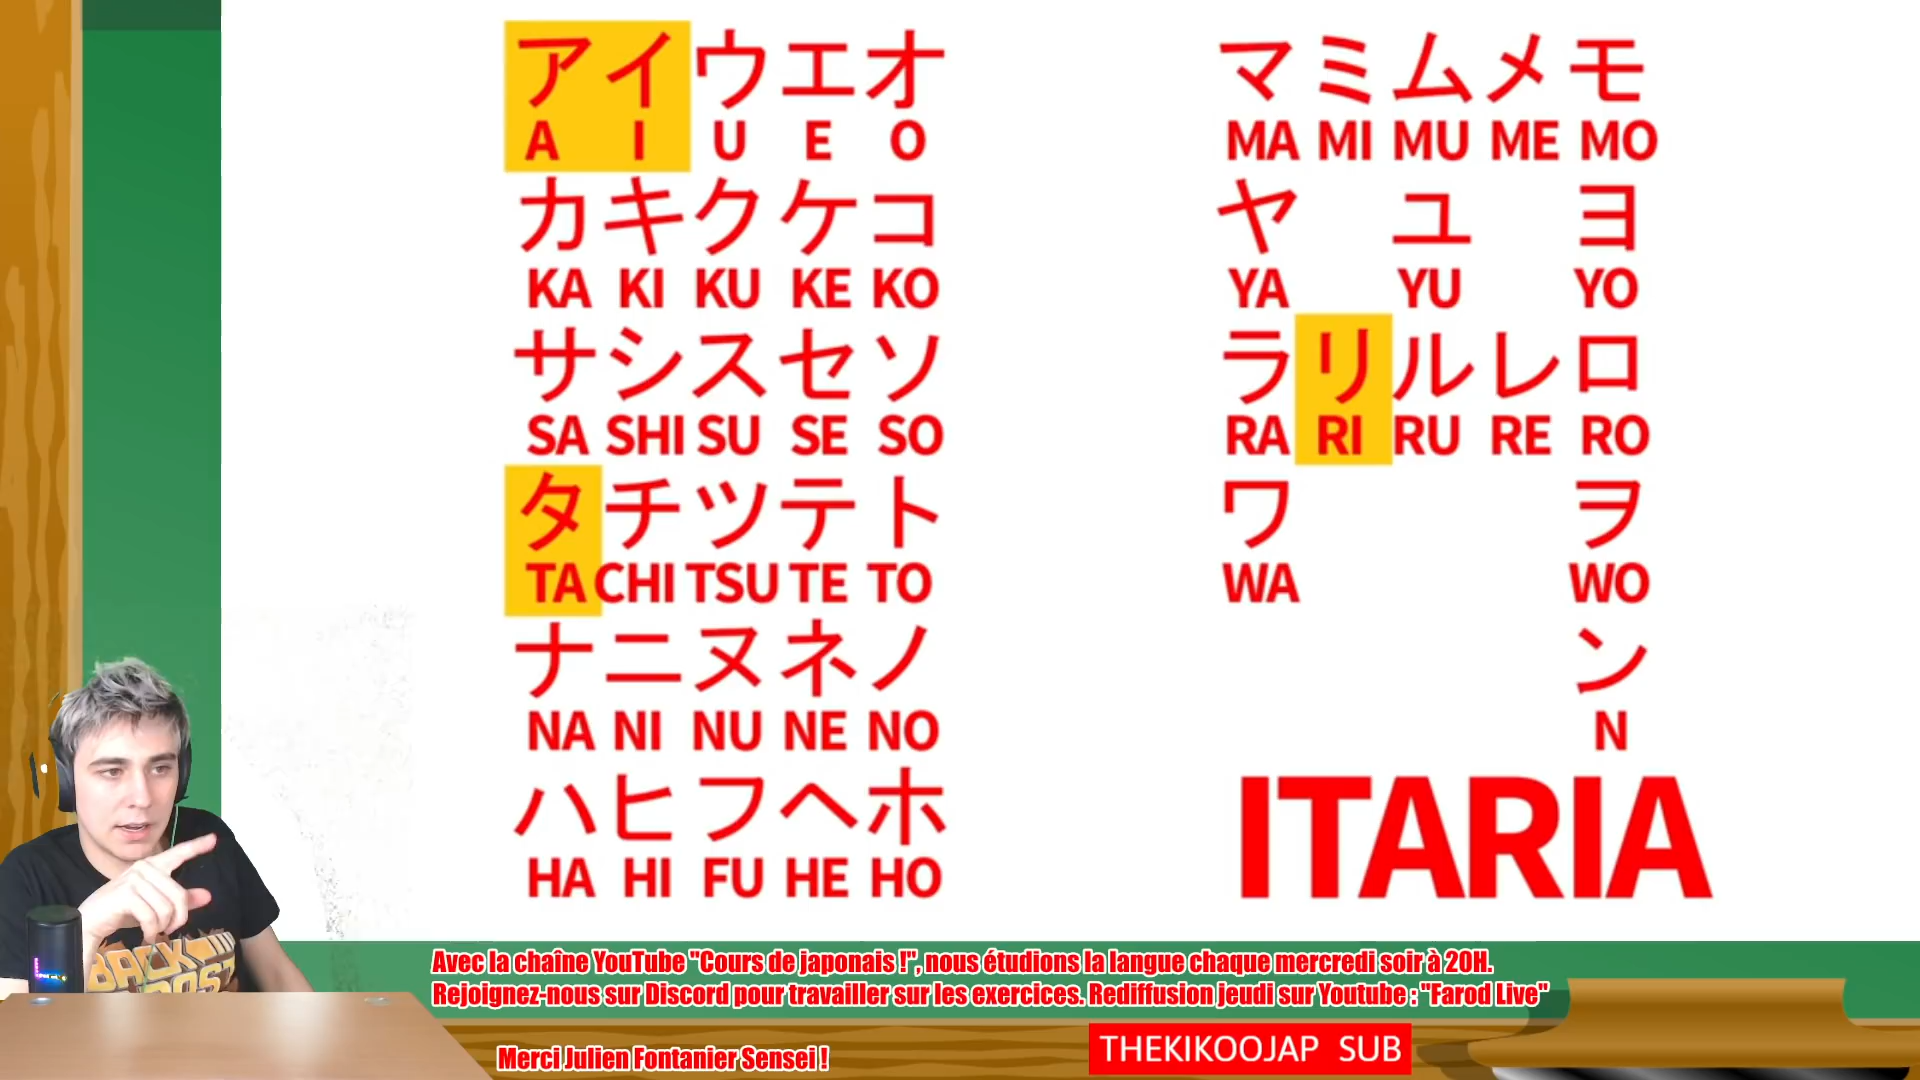 アイウエオ
A I U E O
カキクケコ
KA KI KU KE KO
サシスセソ
SA SHI SU SE SO
タチツテト
TA CHI TSU TE TO
ナニヌネノ
NA NI NU NE NO
ハヒフヘホ
HA HI FU HE HO
マミムメモ
MA MI MU ME MO
ヤ ユ ヨ
YA YU YO
ラリルレロ
RA RI RU RE RO
ワ ヲ
WA WO
ン
N
ITARIA
BACK
Avec la chaîne YouTube "Cours de japonais !", nous étudions la langue chaque mercredi soir à 20H.
Rejoignez-nous sur Discord pour travailler sur les exercices. Rediffusion jeudi sur Youtube : "Farod Live"
Merci Julien Fontanier Sensei !
THEKIKOOJAP SUB